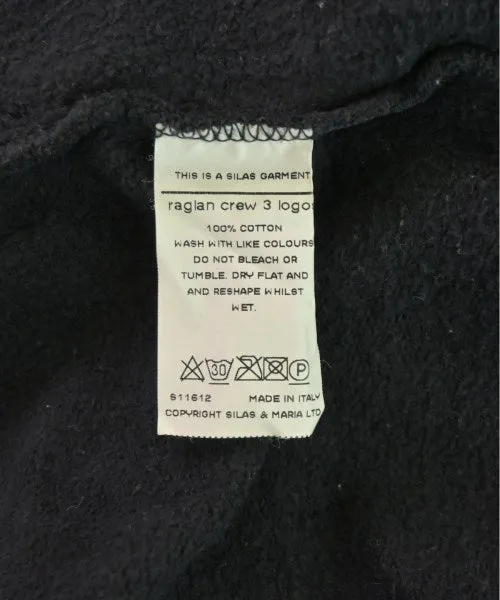 THIS IS A SILAS GARMENT
raglan crew 3 logos
100% COTTON
WASH WITH LIKE COLOURS
DO NOT BLEACH OR
TUMBLE. DRY FLAT AND
AND RESHAPE WHILST
WET.
30 P
S11612 MADE IN ITALY
COPYRIGHT SILAS & MARIA LTD